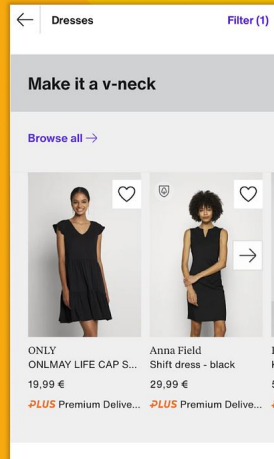 Dresses
Filter (1)
Make it a v-neck
Browse all →
ONLY
ONLMAY LIFE CAP S...
19,99 €
PLUS Premium Delive...
Anna Field
Shift dress - black
29,99 €
PLUS Premium Delive...